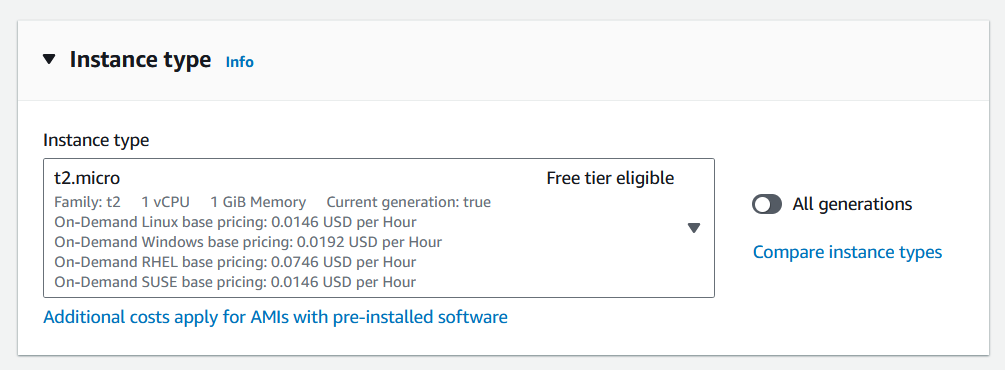 Instance type Info
Instance type
t2.micro Free tier eligible
Family: t2 1 vCPU 1 GiB Memory Current generation: true
On-Demand Linux base pricing: 0.0146 USD per Hour
On-Demand Windows base pricing: 0.0192 USD per Hour
On-Demand RHEL base pricing: 0.0746 USD per Hour
On-Demand SUSE base pricing: 0.0146 USD per Hour
All generations
Compare instance types
Additional costs apply for AMIs with pre-installed software